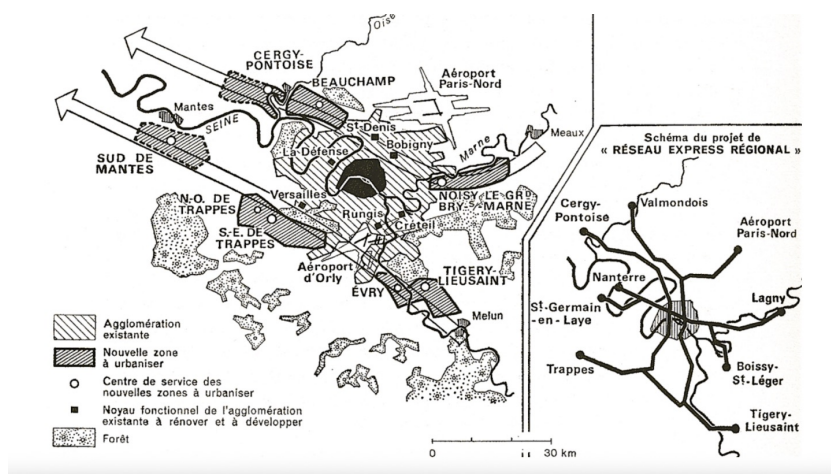 Oise
CERGY-
PONTOISE
BEAUCHAMP
Aéroport
Paris-Nord
Mantes
SEINE
St Denis
Bobigny
Marne
Meaux
La Défense
SUD DE
MANTES
N-O. DE
TRAPPES
Versailles
NOISY-LE-GRD
BRY-S-MARNE
S-E. DE
TRAPPES
Rungis
Créteil
Aéroport
d'Orly
TIGERY-
LIEUSAINT
ÉVRY
Melun
Agglomération
existante
Nouvelle zone
à urbaniser
Centre de service des
nouvelles zones à urbaniser
Noyau fonctionnel de l'agglomération
existante à rénover et à développer
Forêt
0 30 km
Schéma du projet de
« RÉSEAU EXPRESS RÉGIONAL »
Cergy-
Pontoise
Valmondois
Aéroport
Paris-Nord
Nanterre
Lagny
St-Germain
-en-Laye
Trappes
Boissy-
St-Léger
Tigery-
Lieusaint